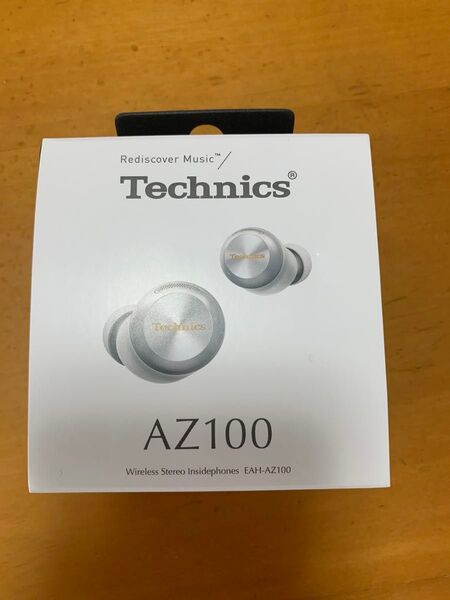 Rediscover Music™
Technics®
Technics
Technics
AZ100
Wireless Stereo Insidephones EAH-AZ100